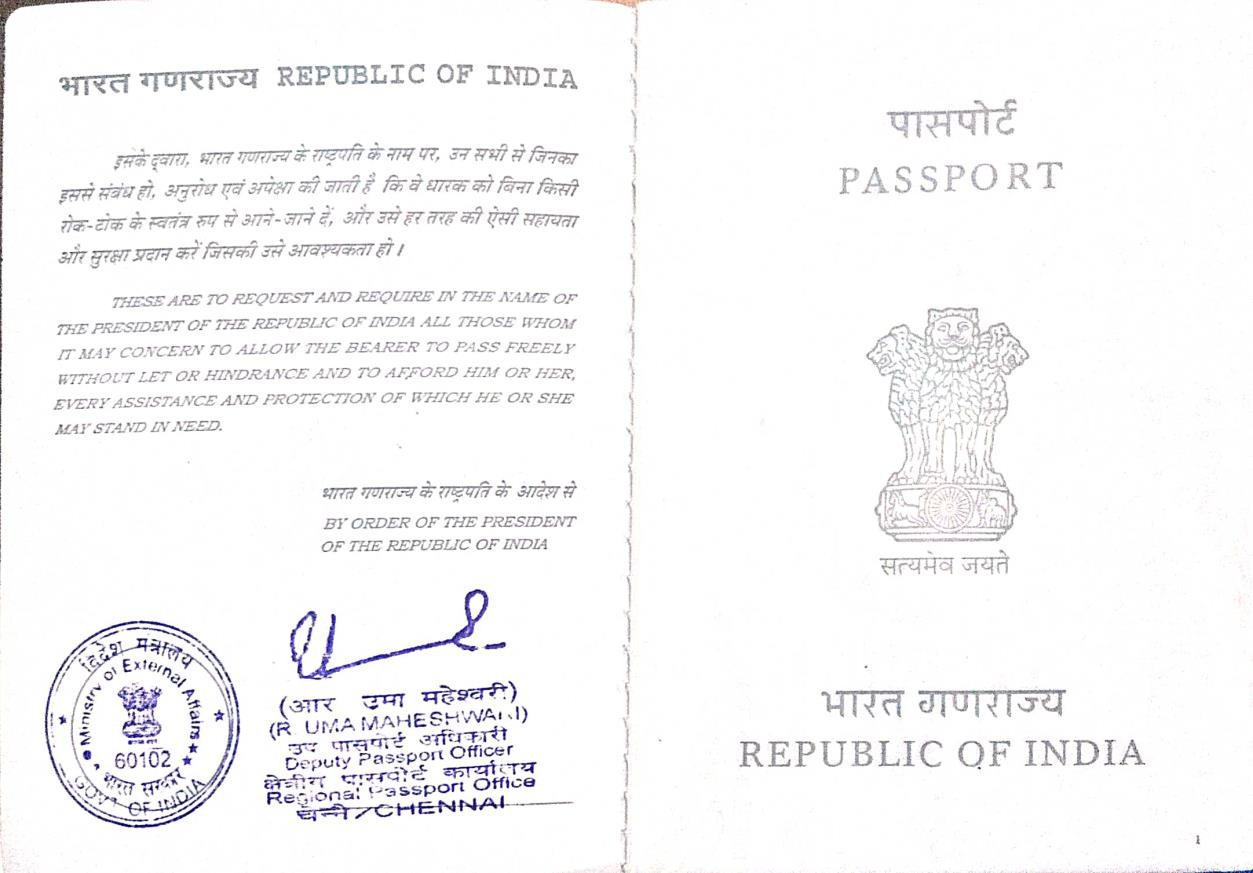 भारत गणराज्य REPUBLIC OF INDIA
इसके द्वारा, भारत गणराज्य के राष्ट्रपति के नाम पर, उन सभी से जिनका
इससे संबंध हो, अनुरोध एवं अपेक्षा की जाती है कि वे धारक को बिना किसी
रोक-टोक के स्वतंत्र रुप से आने-जाने दें, और उसे हर तरह की ऐसी सहायता
और सुरक्षा प्रदान करें जिसकी उसे आवश्यकता हो।
THESE ARE TO REQUEST AND REQUIRE IN THE NAME OF
THE PRESIDENT OF THE REPUBLIC OF INDIA ALL THOSE WHOM
IT MAY CONCERN TO ALLOW THE BEARER TO PASS FREELY
WITHOUT LET OR HINDRANCE AND TO AFFORD HIM OR HER,
EVERY ASSISTANCE AND PROTECTION OF WHICH HE OR SHE
MAY STAND IN NEED.
भारत गणराज्य के राष्ट्रपति के आदेश से
BY ORDER OF THE PRESIDENT
OF THE REPUBLIC OF INDIA
विदेश मंत्रालय
Ministry of External Affairs
60102
भारत सरकार
GOVT OF INDIA
(आर उमा महेश्वरी)
(R. UMA MAHESHWARI)
उप पासपोर्ट अधिकारी
Deputy Passport Officer
क्षेत्रीय पासपोर्ट कार्यालय
Regional Passport Office
चेन्नै/CHENNAI
पासपोर्ट
PASSPORT
सत्यमेव जयते
भारत गणराज्य
REPUBLIC OF INDIA
1